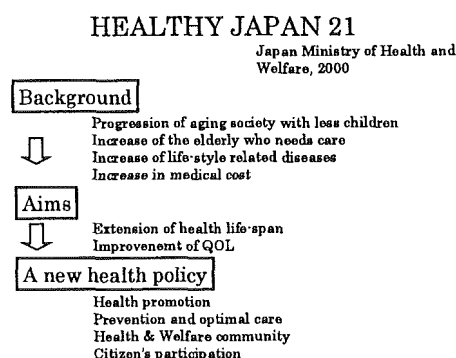 HEALTHY JAPAN 21
Japan Ministry of Health and
Welfare, 2000
Background
Progression of aging society with less children
Increase of the elderly who needs care
Increase of life-style related diseases
Increase in medical cost
Aims
Extension of health life-span
Improvenemt of QOL
A new health policy
Health promotion
Prevention and optimal care
Health & Welfare community
Citizen's participation